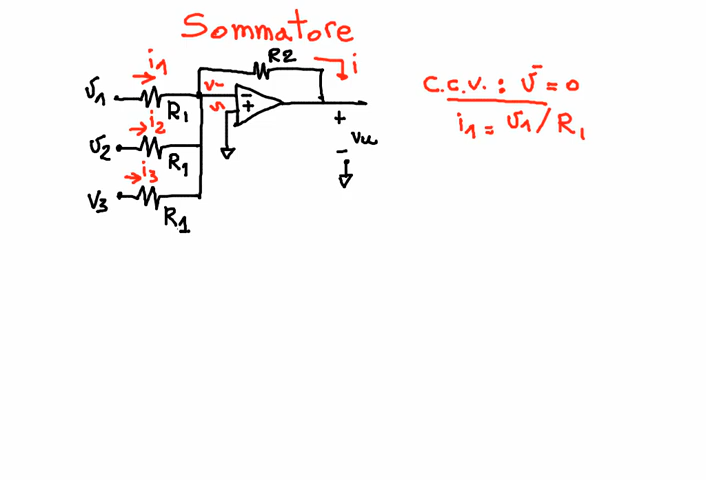 Sommatore
R2
i
i1
v1
R1
v-
-
+
C.C.V. : v- = 0
i1 = v1 / R1
i2
v2
R1
+
vu
-
i3
v3
R1